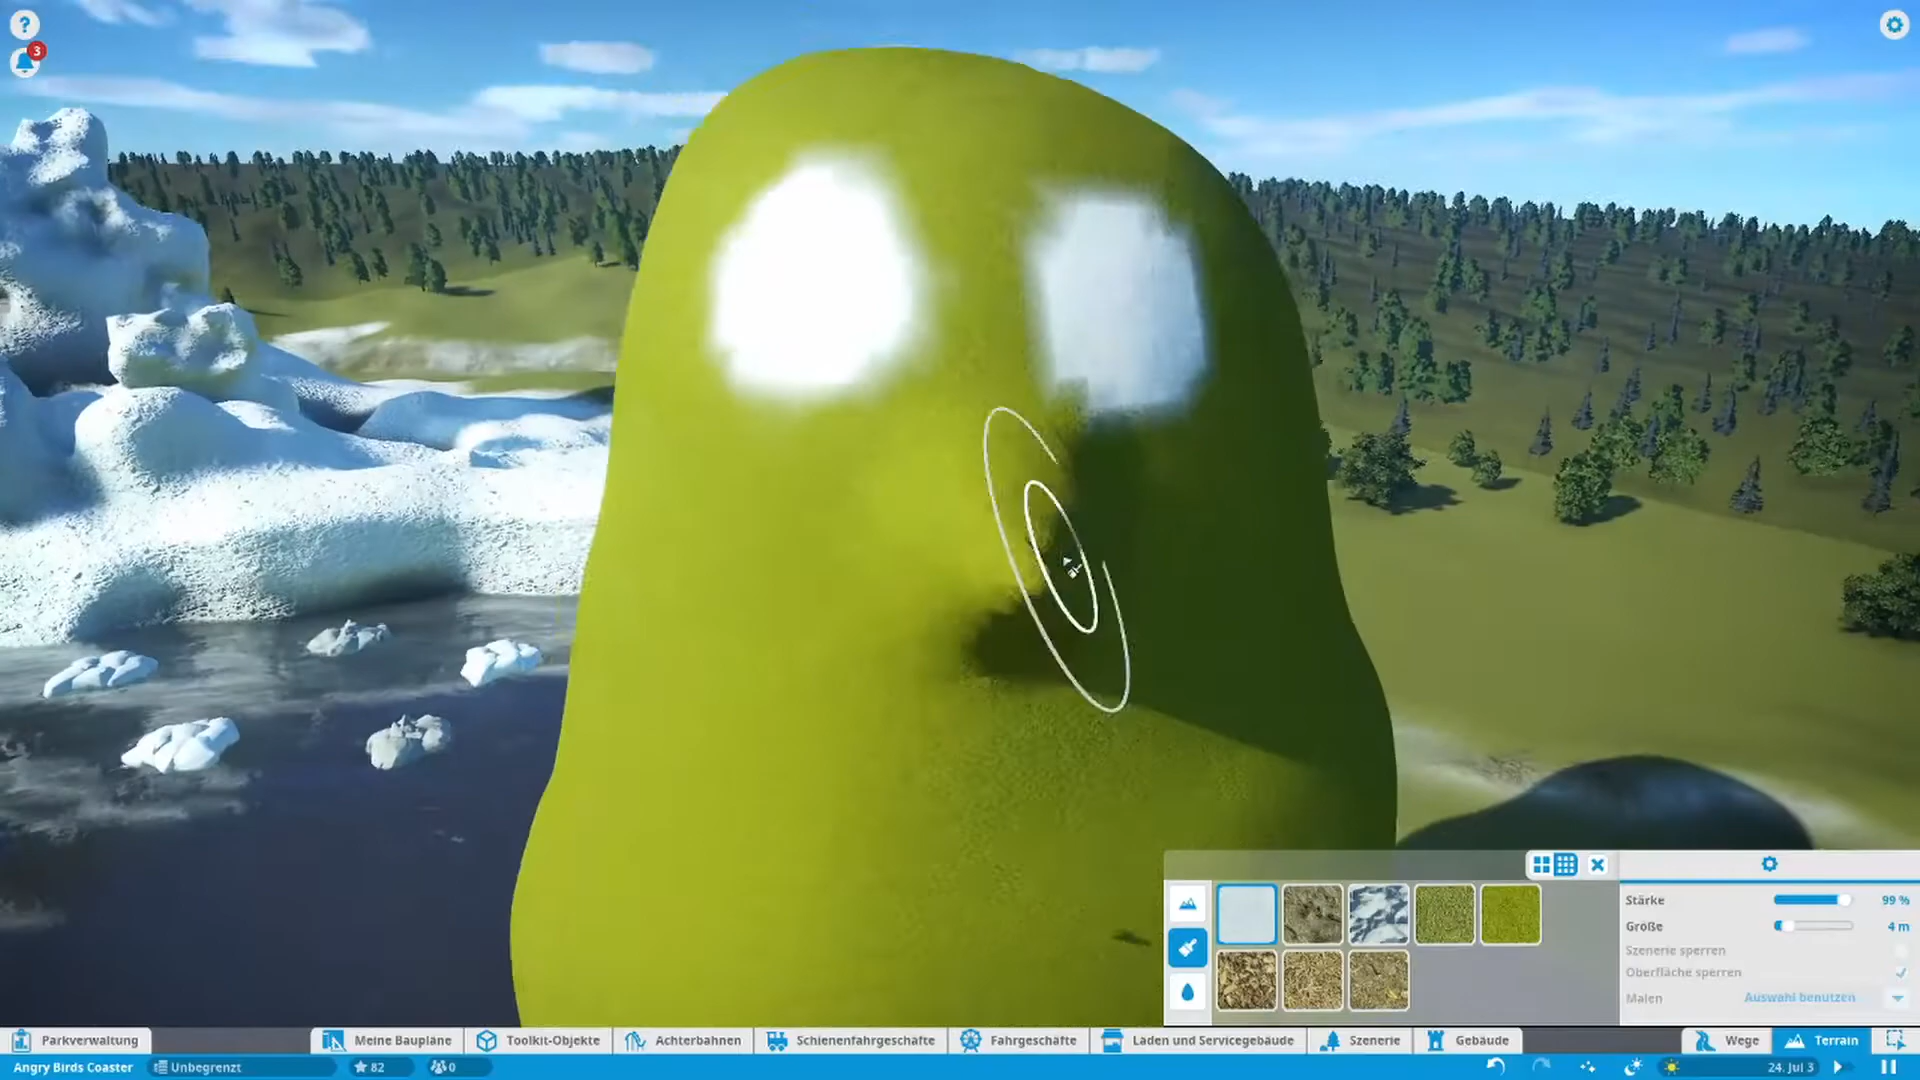 ?
3
Stärke 99 %
Größe 4 m
Szenerie sperren
Oberfläche sperren
Malen Auswahl benutzen
Parkverwaltung Meine Baupläne Toolkit-Objekte Achterbahnen Schienenfahrgeschäfte Fahrgeschäfte Laden und Servicegebäude Szenerie Gebäude Wege Terrain
Angry Birds Coaster Unbegrenzt 82 0 24. Jul 3